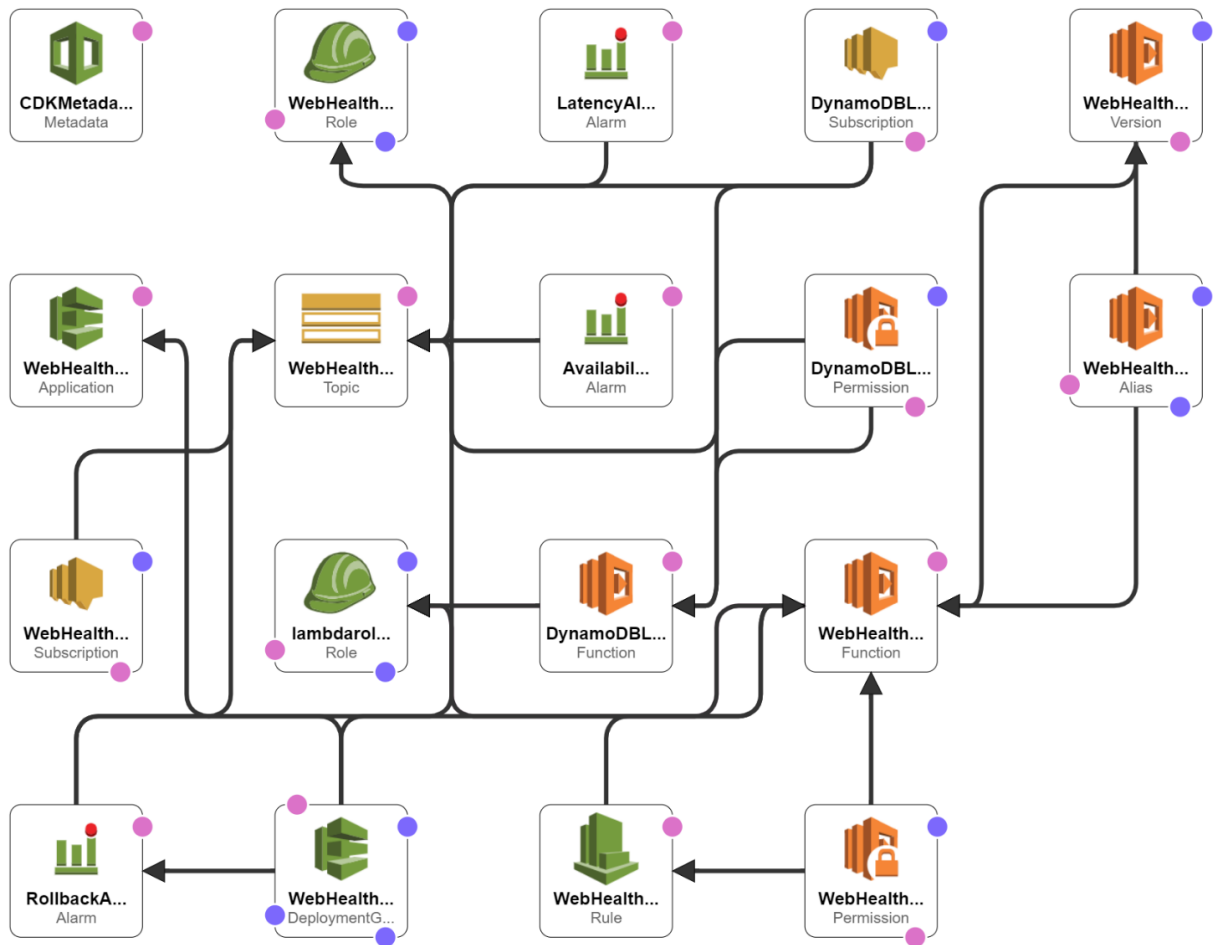 CDKMetada...
Metadata
WebHealth...
Role
LatencyAl...
Alarm
DynamoDBL...
Subscription
WebHealth...
Version
WebHealth...
Application
WebHealth...
Topic
Availabil...
Alarm
DynamoDBL...
Permission
WebHealth...
Alias
WebHealth...
Subscription
lambdarol...
Role
DynamoDBL...
Function
WebHealth...
Function
RollbackA...
Alarm
WebHealth...
DeploymentG...
WebHealth...
Rule
WebHealth...
Permission